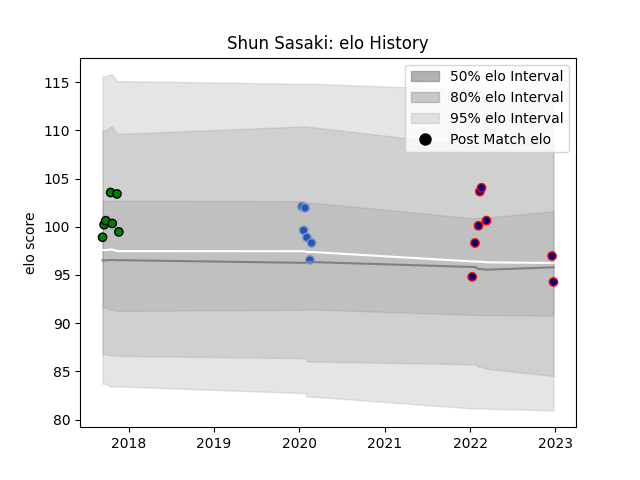 Shun Sasaki: elo History
50% elo Interval
80% elo Interval
95% elo Interval
Post Match elo
elo score
115
110
105
100
95
90
85
80
2018
2019
2020
2021
2022
2023